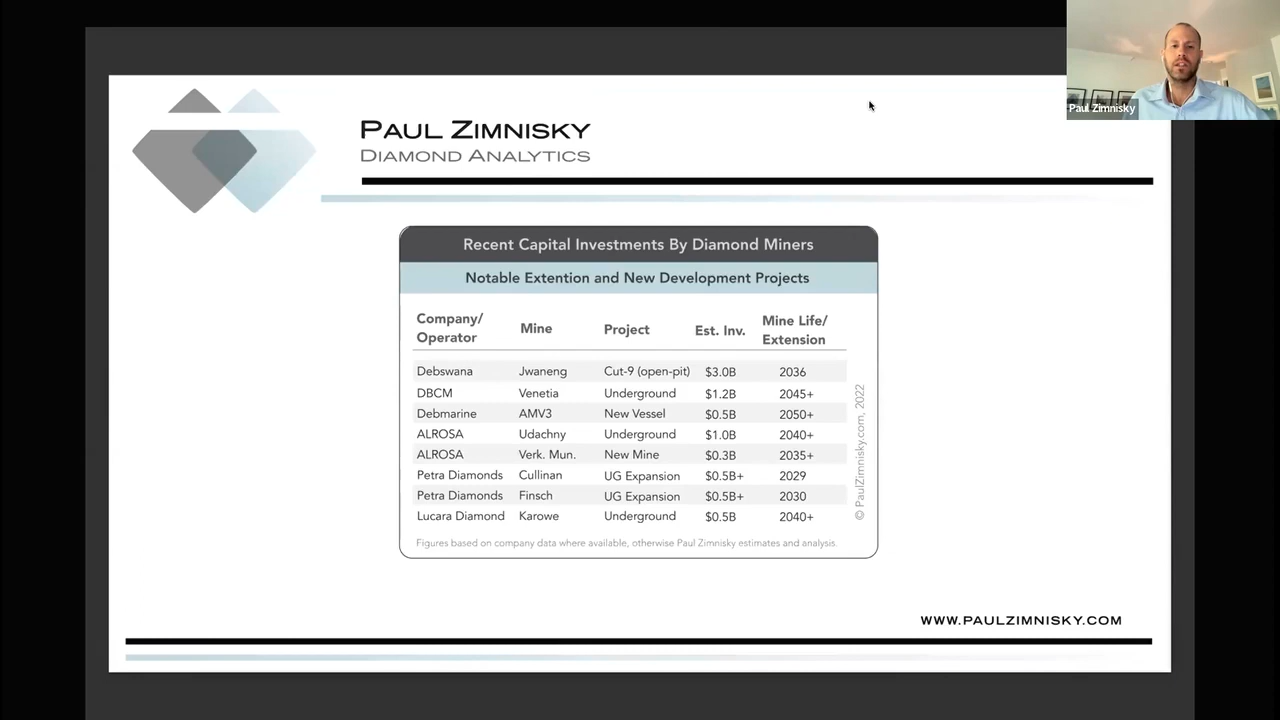 Paul Zimnisky
PAUL ZIMNISKY
DIAMOND ANALYTICS
Recent Capital Investments By Diamond Miners
Notable Extention and New Development Projects
Company/ Operator Mine Project Est. Inv. Mine Life/ Extension
Debswana Jwaneng Cut-9 (open-pit) $3.0B 2036
DBCM Venetia Underground $1.2B 2045+
Debmarine AMV3 New Vessel $0.5B 2050+
ALROSA Udachny Underground $1.0B 2040+
ALROSA Verk. Mun. New Mine $0.3B 2035+
Petra Diamonds Cullinan UG Expansion $0.5B+ 2029
Petra Diamonds Finsch UG Expansion $0.5B+ 2030
Lucara Diamond Karowe Underground $0.5B 2040+
Figures based on company data where available, otherwise Paul Zimnisky estimates and analysis.
© PaulZimnisky.com, 2022
WWW.PAULZIMNISKY.COM